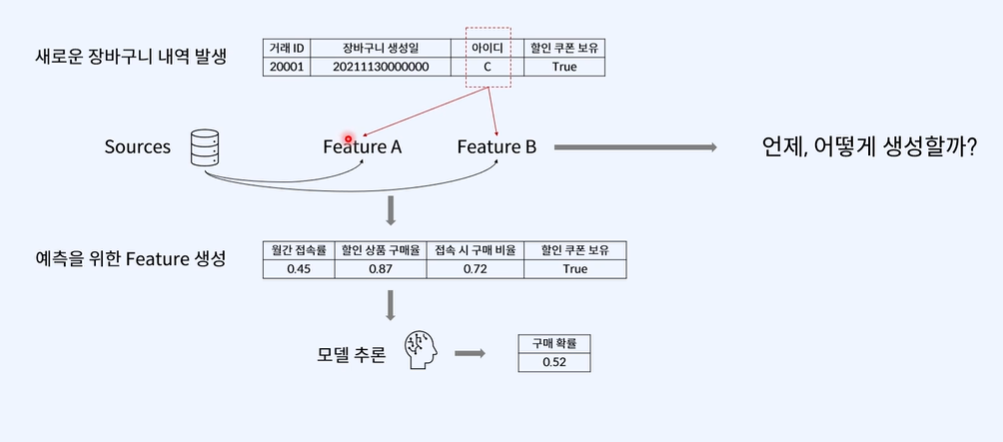 새로운 장바구니 내역 발생
거래 ID 장바구니 생성일 아이디 할인 쿠폰 보유
20001 20211130000000 C True
Sources Feature A Feature B 언제, 어떻게 생성할까?
예측을 위한 Feature 생성
월간 접속률 할인 상품 구매율 접속 시 구매 비율 할인 쿠폰 보유
0.45 0.87 0.72 True
모델 추론
구매 확률
0.52